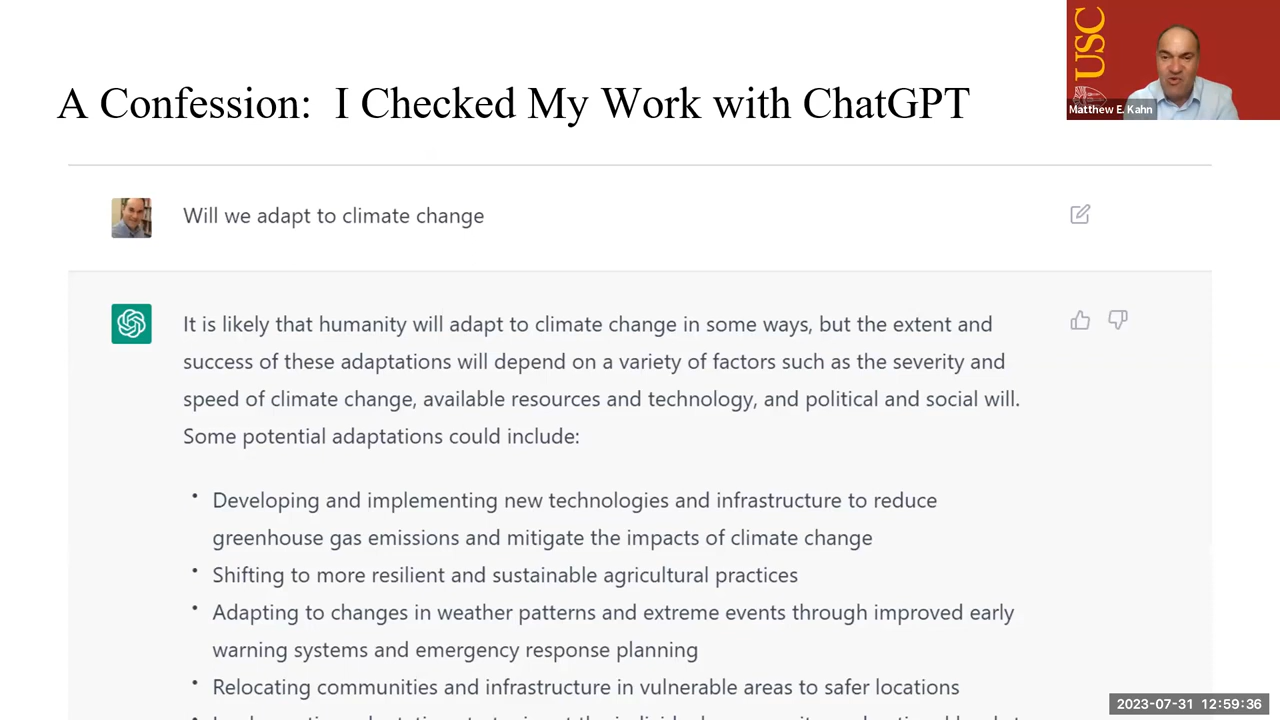 USC
Matthew E. Kahn
A Confession:  I Checked My Work with ChatGPT
Will we adapt to climate change
It is likely that humanity will adapt to climate change in some ways, but the extent and
success of these adaptations will depend on a variety of factors such as the severity and
speed of climate change, available resources and technology, and political and social will.
Some potential adaptations could include:
• Developing and implementing new technologies and infrastructure to reduce
greenhouse gas emissions and mitigate the impacts of climate change
• Shifting to more resilient and sustainable agricultural practices
• Adapting to changes in weather patterns and extreme events through improved early
warning systems and emergency response planning
• Relocating communities and infrastructure in vulnerable areas to safer locations
2023-07-31 12:59:36